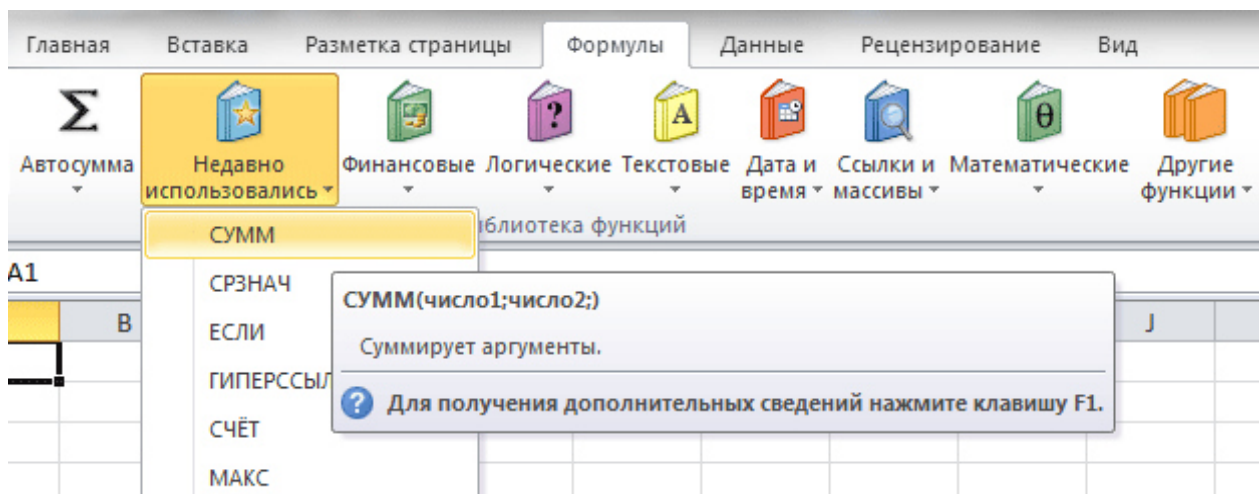 Главная Вставка Разметка страницы Формулы Данные Рецензирование Вид
Σ ? A θ
Автосумма Недавно использовались Финансовые Логические Текстовые Дата и время Ссылки и массивы Математические Другие функции
иблиотека функций
СУММ
A1
СРЗНАЧ
СУММ(число1;число2;)
B J
ЕСЛИ
Суммирует аргументы.
ГИПЕРССЫЛ
? Для получения дополнительных сведений нажмите клавишу F1.
СЧЁТ
МАКС